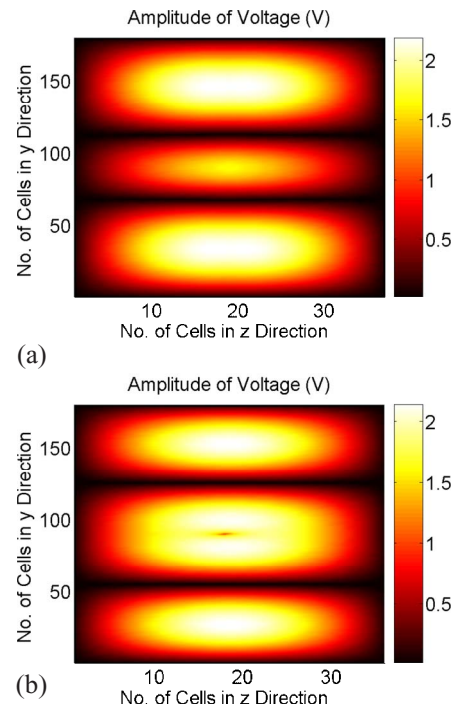 Amplitude of Voltage (V)
No. of Cells in y Direction
150
100
50
10
20
30
No. of Cells in z Direction
2
1.5
1
0.5
(a)
Amplitude of Voltage (V)
No. of Cells in y Direction
150
100
50
10
20
30
No. of Cells in z Direction
2
1.5
1
0.5
(b)